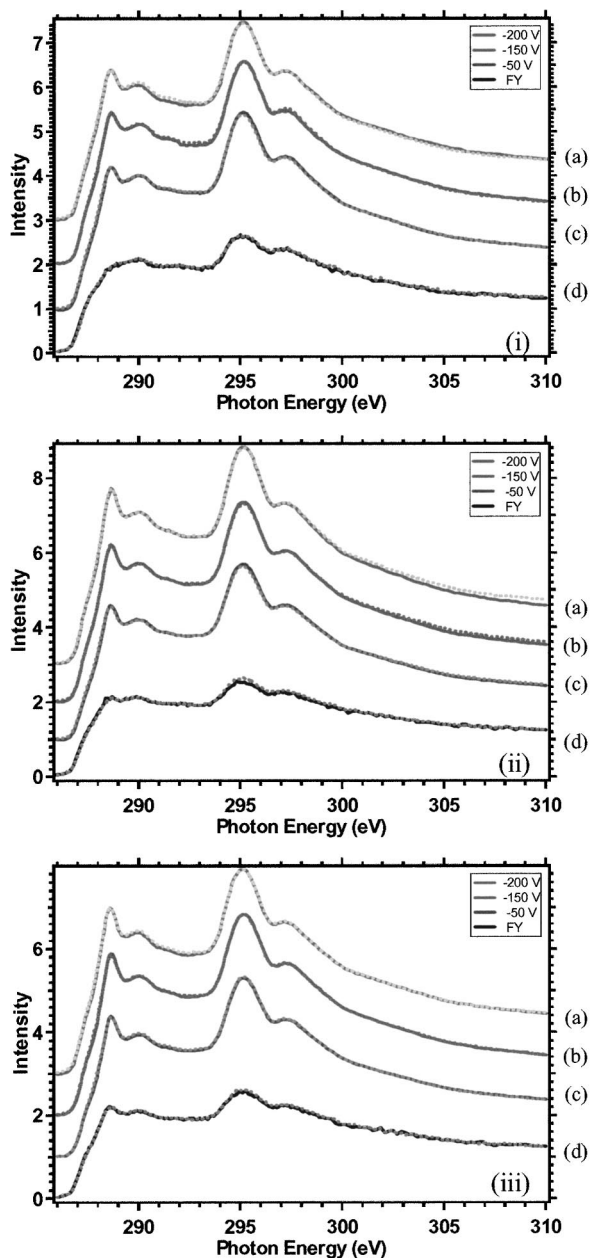 7
6
5
4
3
2
1
0
Intensity
-200 V
-150 V
-50 V
FY
(a)
(b)
(c)
(d)
(i)
290 295 300 305 310
Photon Energy (eV)
8
6
4
2
0
Intensity
-200 V
-150 V
-50 V
FY
(a)
(b)
(c)
(d)
(ii)
290 295 300 305 310
Photon Energy (eV)
6
4
2
0
Intensity
-200 V
-150 V
-50 V
FY
(a)
(b)
(c)
(d)
(iii)
290 295 300 305 310
Photon Energy (eV)